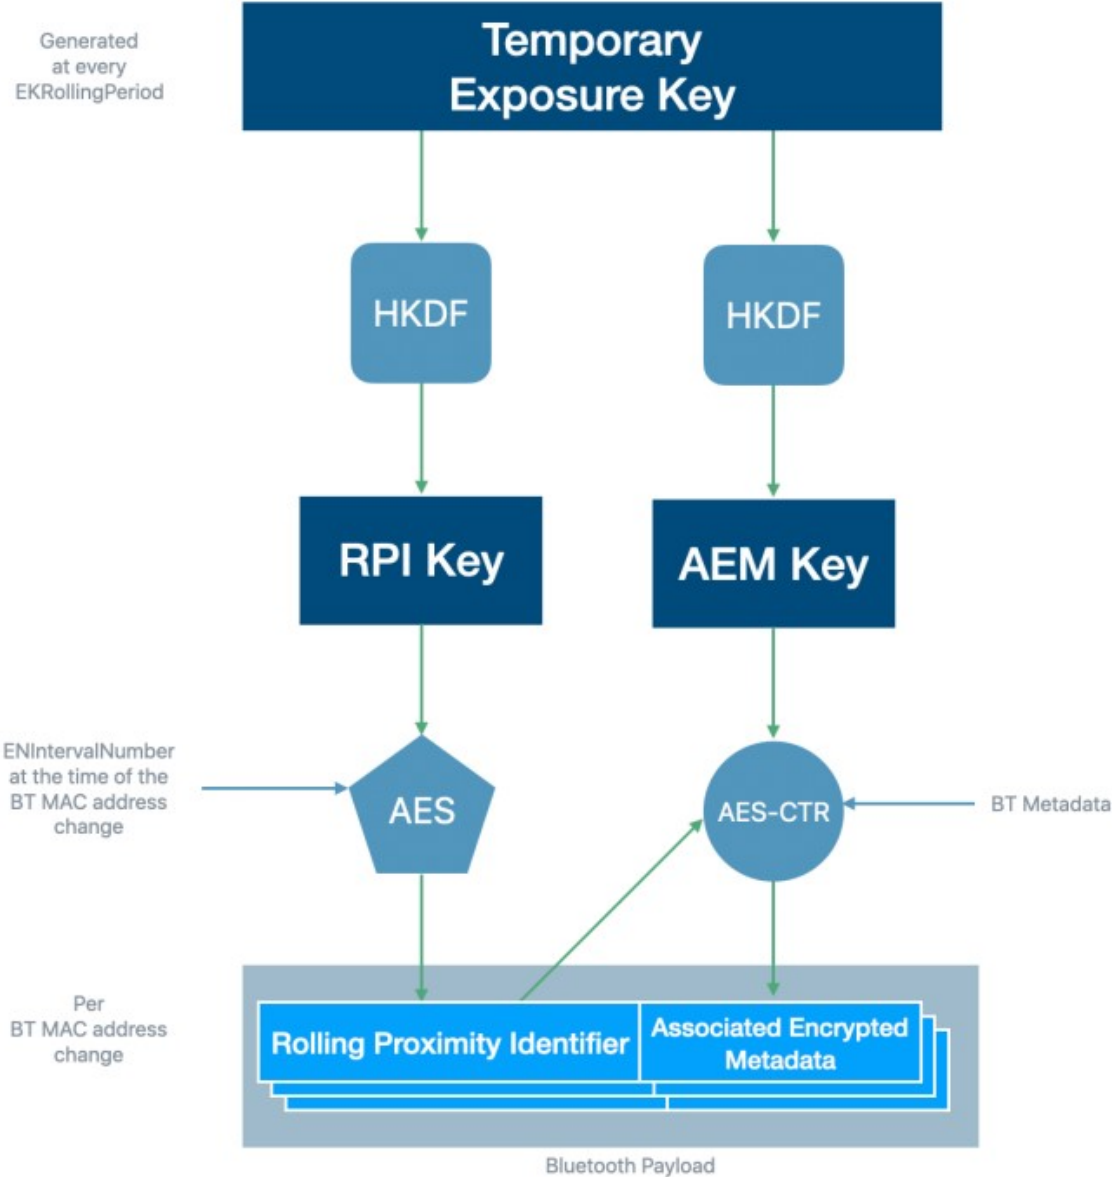 Generated
at every
EKRollingPeriod
Temporary
Exposure Key
HKDF
HKDF
RPI Key
AEM Key
ENIntervalNumber
at the time of the
BT MAC address
change
AES
AES-CTR
BT Metadata
Per
BT MAC address
change
Rolling Proximity Identifier
Associated Encrypted
Metadata
Bluetooth Payload